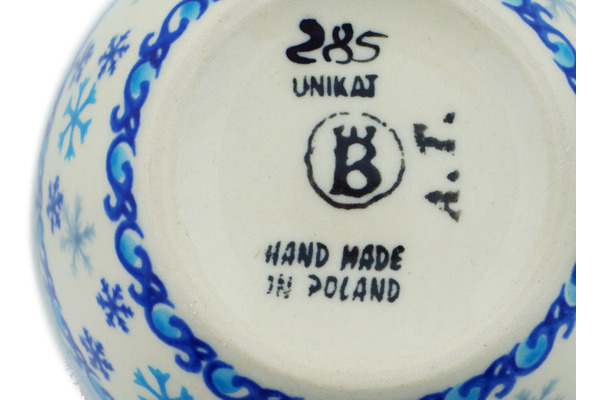 285
UNIKAT
B
A.T.
HAND MADE
IN POLAND